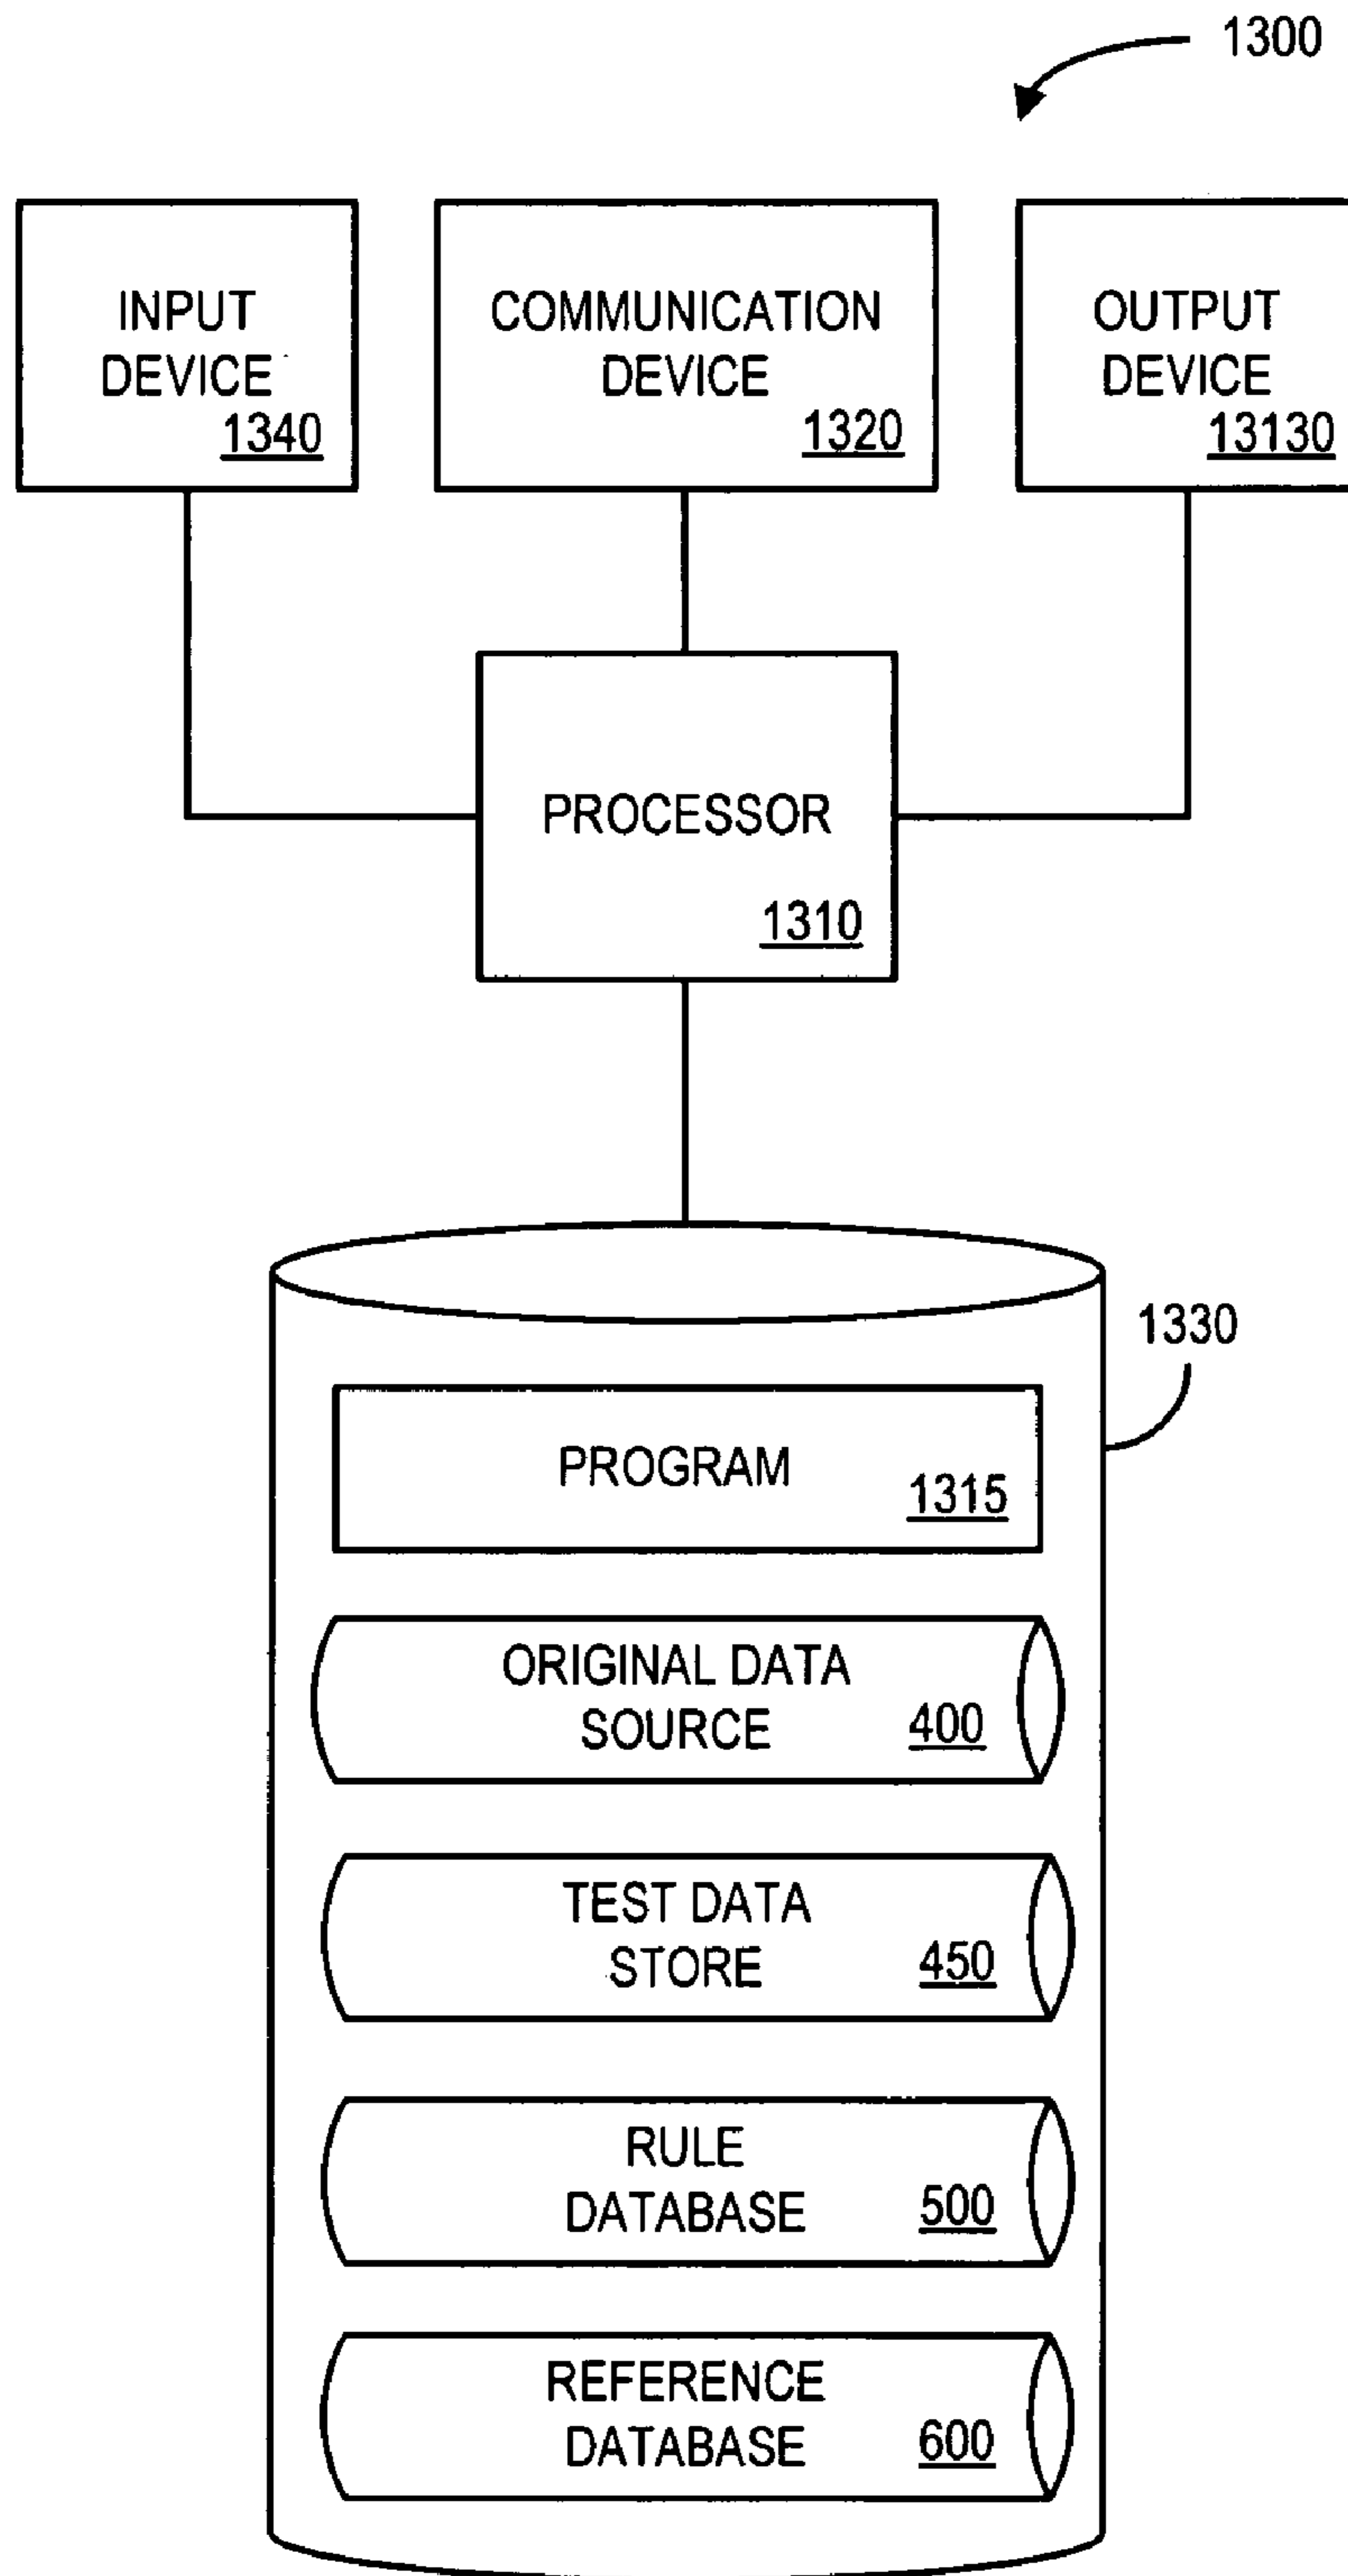 1300
INPUT
DEVICE
1340
COMMUNICATION
DEVICE
1320
OUTPUT
DEVICE
13130
PROCESSOR
1310
1330
PROGRAM
1315
ORIGINAL DATA
SOURCE
400
TEST DATA
STORE
450
RULE
DATABASE
500
REFERENCE
DATABASE
600